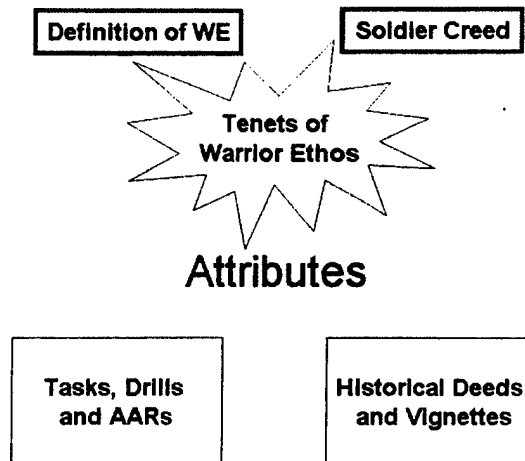 Definition of WE
Soldier Creed
Tenets of
Warrior Ethos
Attributes
Tasks, Drills
and AARs
Historical Deeds
and Vignettes